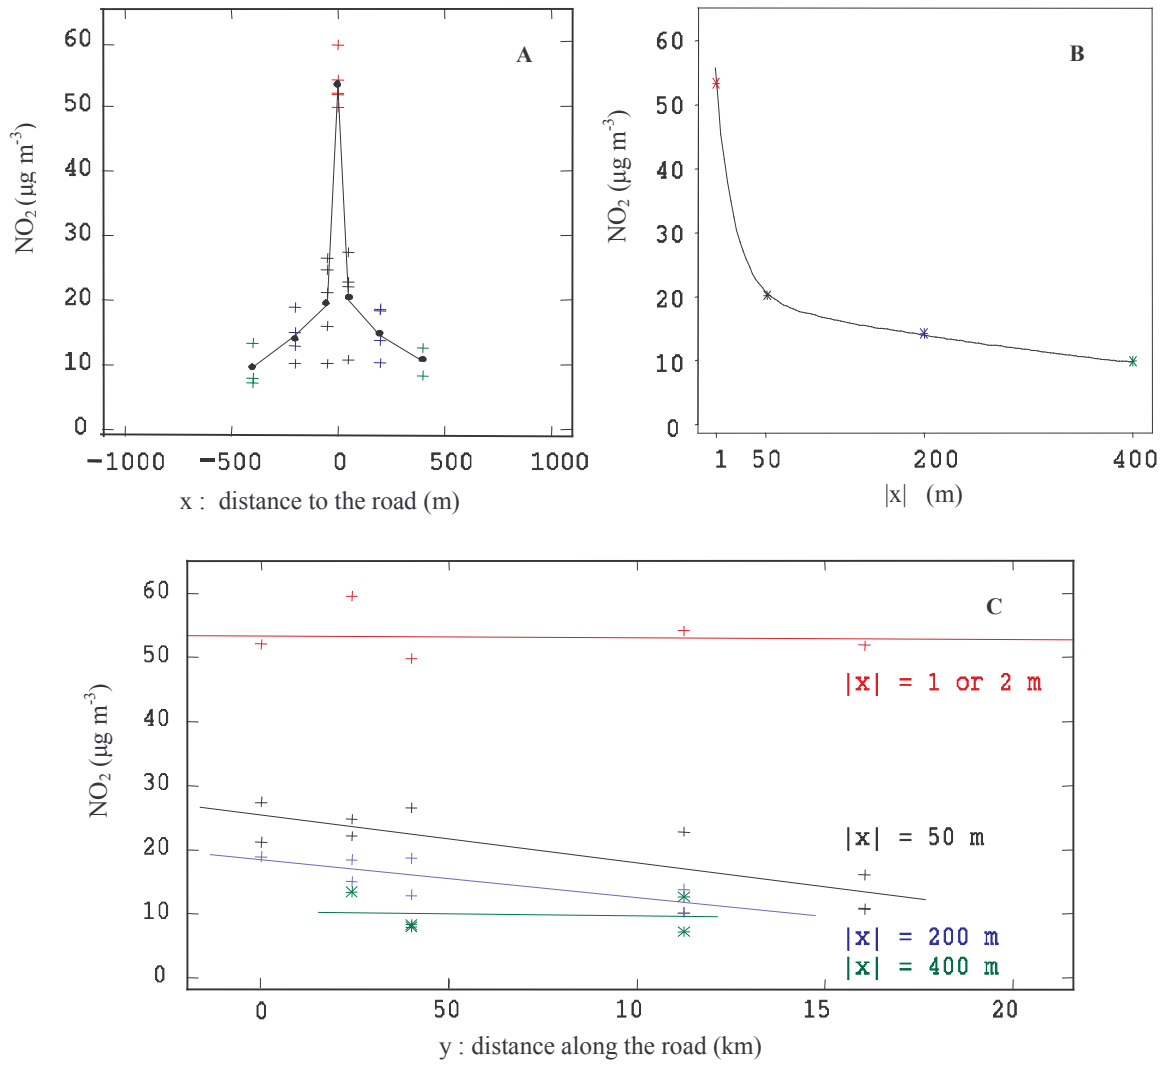 A
NO₂ (µg m⁻³)
60
50
40
30
20
10
0
−1000 −500 0 500 1000
x : distance to the road (m)
B
NO₂ (µg m⁻³)
60
50
40
30
20
10
0
1 50 200 400
|x| (m)
C
NO₂ (µg m⁻³)
60
50
40
30
20
10
0
|x| = 1 or 2 m
|x| = 50 m
|x| = 200 m
|x| = 400 m
0 50 10 15 20
y : distance along the road (km)